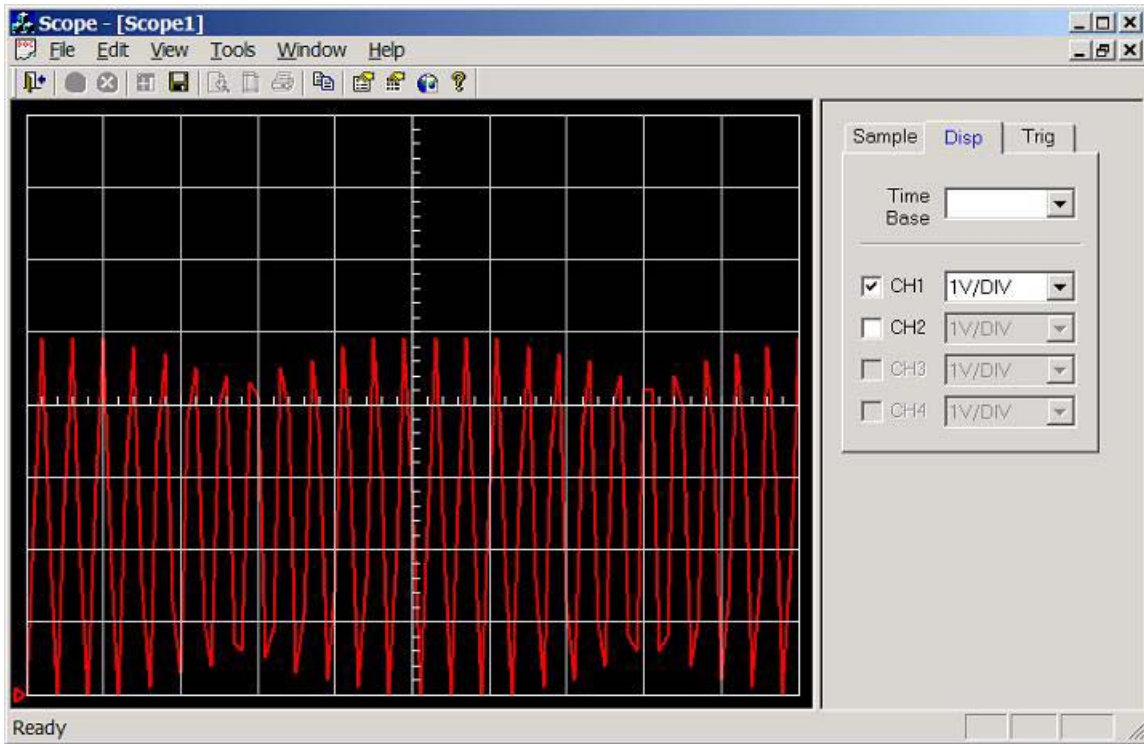 Scope - [Scope1]
File Edit View Tools Window Help
Sample Disp Trig
Time
Base
CH1 1V/DIV
CH2 1V/DIV
CH3 1V/DIV
CH4 1V/DIV
Ready